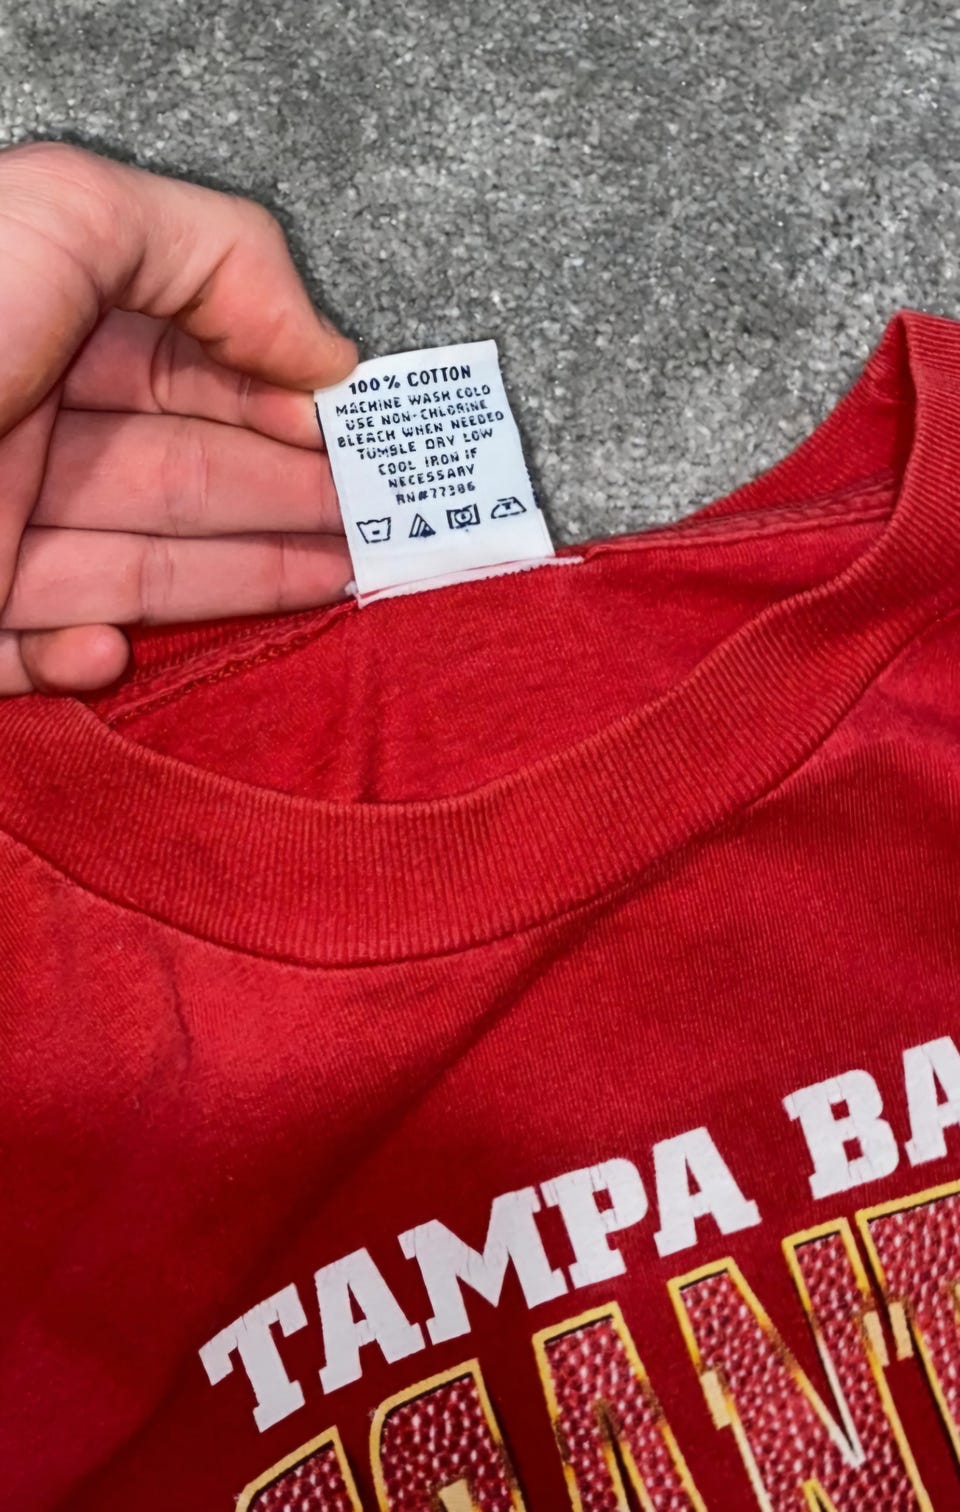 100% COTTON
MACHINE WASH COLD
USE NON-CHLORINE
BLEACH WHEN NEEDED
TUMBLE DRY LOW
COOL IRON IF
NECESSARY
RN#77386
TAMPA BA